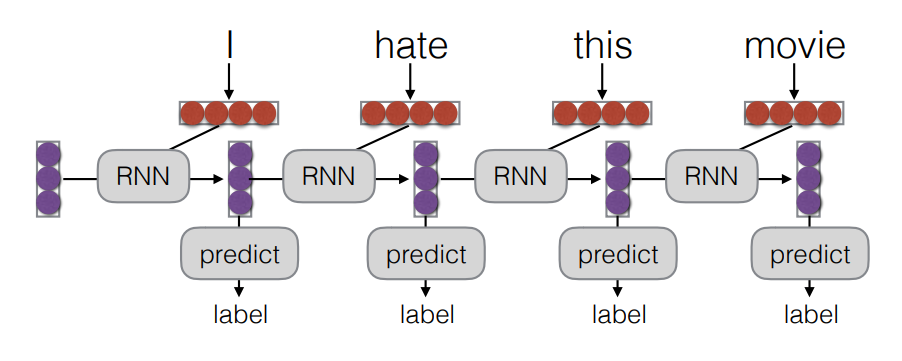 I hate this movie
RNN RNN RNN RNN
predict predict predict predict
label label label label